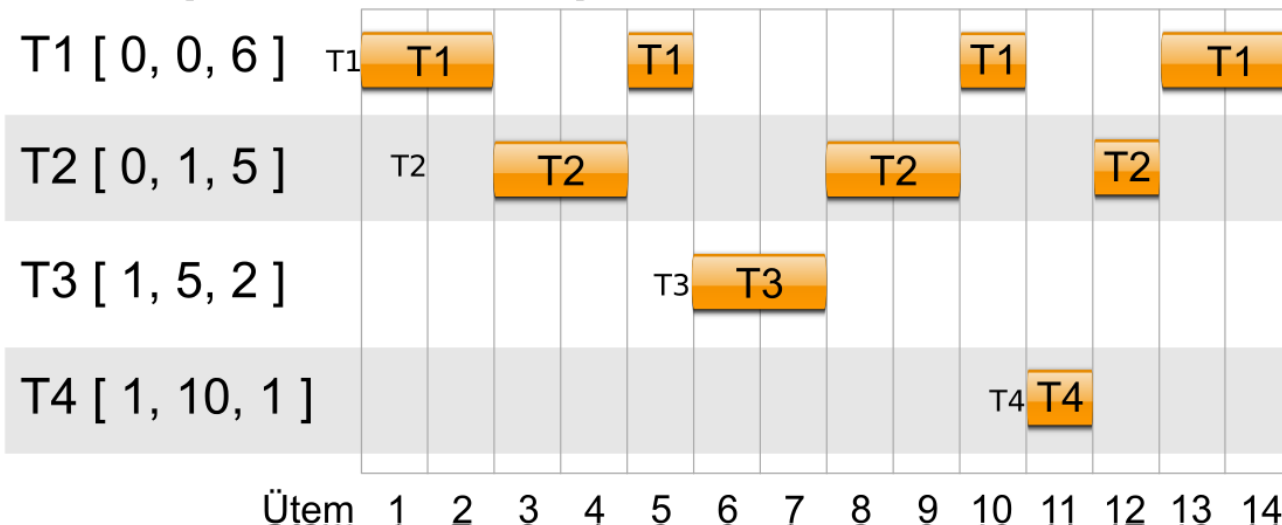 T1 [ 0, 0, 6 ] T1 T1 T1 T1 T1
T2 [ 0, 1, 5 ] T2 T2 T2 T2
T3 [ 1, 5, 2 ] T3 T3
T4 [ 1, 10, 1 ] T4 T4
Ütem 1 2 3 4 5 6 7 8 9 10 11 12 13 14